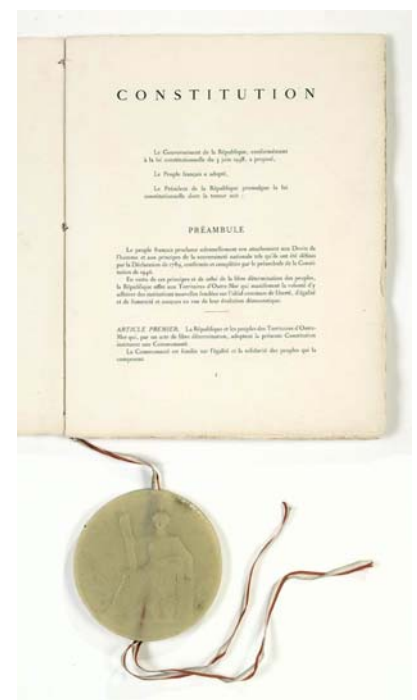 CONSTITUTION
Le Gouvernement de la République, conformément
à la loi constitutionnelle du 3 juin 1958, a proposé,
Le Peuple français a adopté,
Le Président de la République promulgue la loi
constitutionnelle dont la teneur suit :
PRÉAMBULE
Le peuple français proclame solennellement son attachement aux Droits de
l'homme et aux principes de la souveraineté nationale tels qu'ils ont été définis
par la Déclaration de 1789, confirmée et complétée par le préambule de la Consti
tution de 1946.
En vertu de ces principes et de celui de la libre détermination des peuples,
la République offre aux Territoires d'Outre-Mer qui manifestent la volonté d'y
adhérer des institutions nouvelles fondées sur l'idéal commun de liberté, d'égalité
et de fraternité et conçues en vue de leur évolution démocratique.
ARTICLE PREMIER. La République et les peuples des Territoires d'Outre-
Mer qui, par un acte de libre détermination, adoptent la présente Constitution
instituent une Communauté.
La Communauté est fondée sur l'égalité et la solidarité des peuples qui la
composent.
1